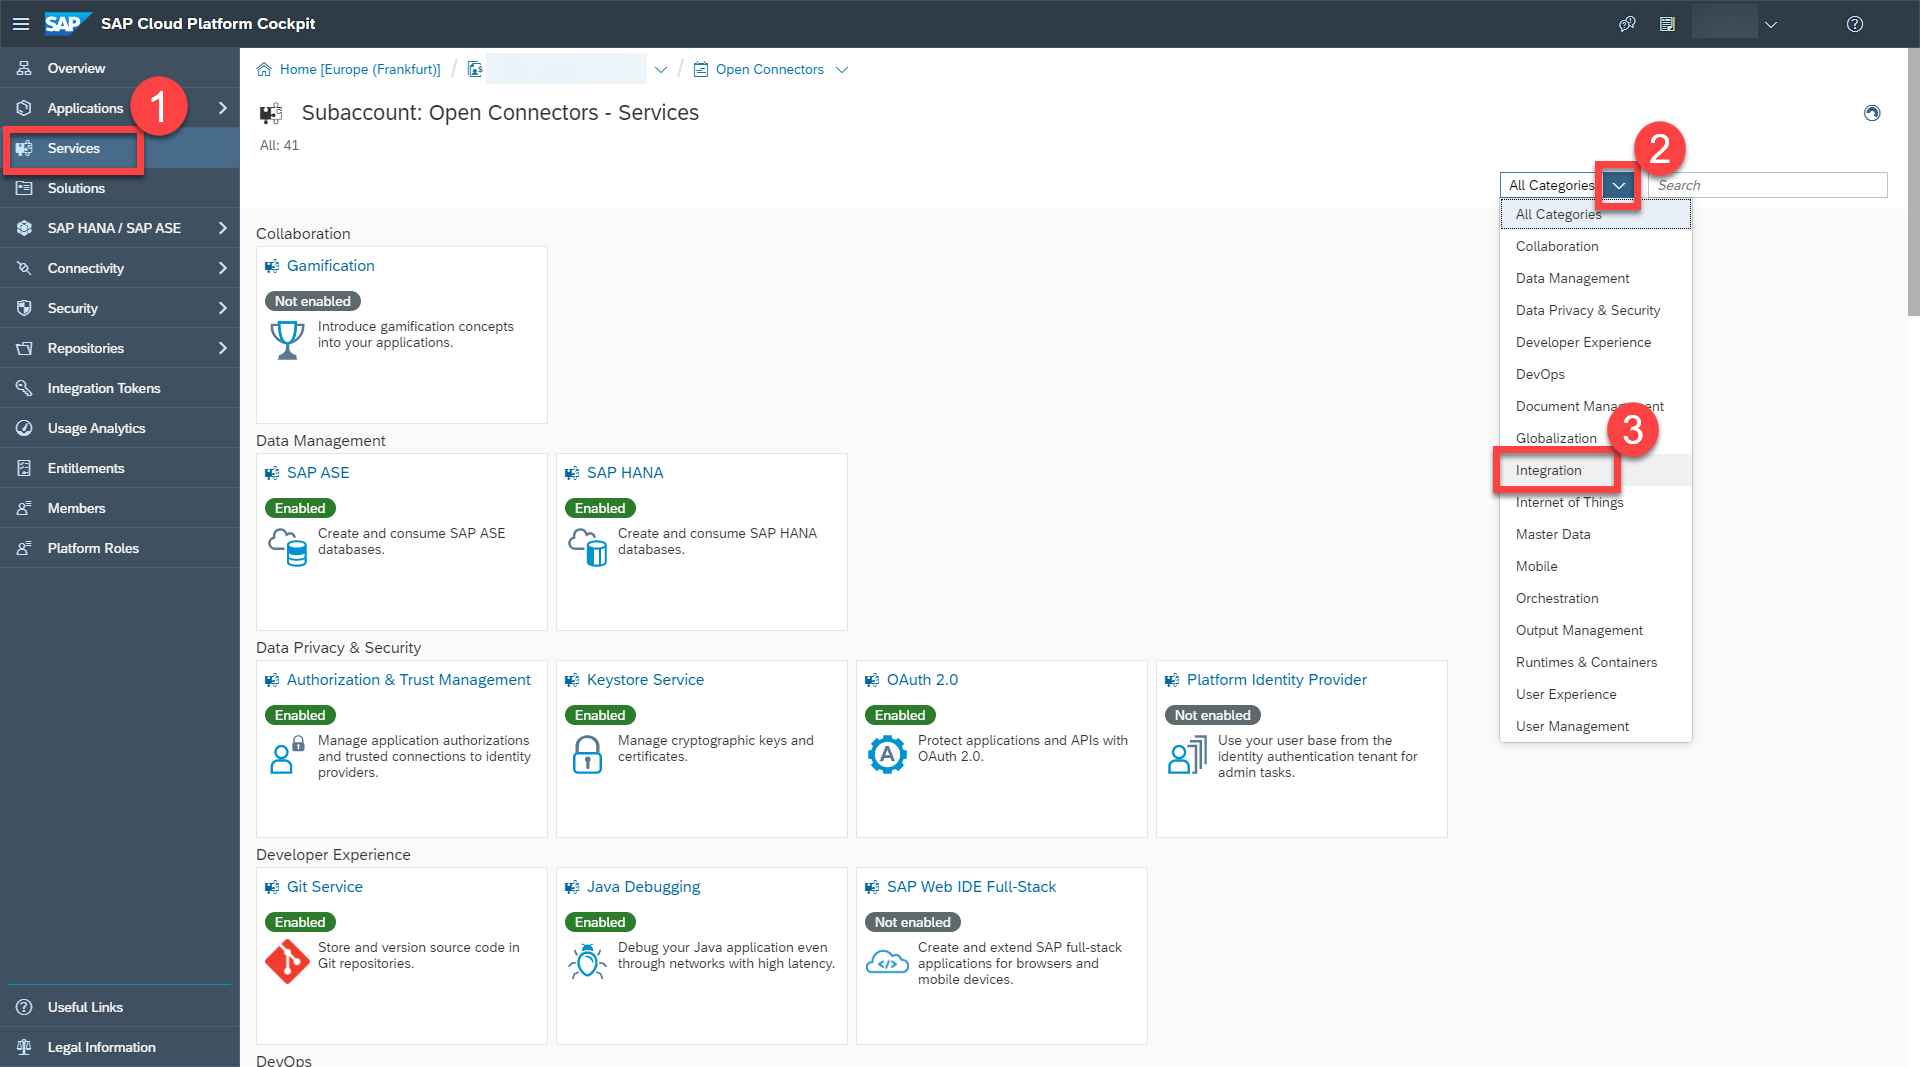 SAP SAP Cloud Platform Cockpit
Overview
Applications
1
Services
Solutions
SAP HANA / SAP ASE
Connectivity
Security
Repositories
Integration Tokens
Usage Analytics
Entitlements
Members
Platform Roles
Useful Links
Legal Information
Home [Europe (Frankfurt)] / / Open Connectors
Subaccount: Open Connectors - Services
All: 41
2
All Categories
Search
All Categories
Collaboration
Data Management
Data Privacy & Security
Developer Experience
DevOps
Document Management
Globalization
3
Integration
Internet of Things
Master Data
Mobile
Orchestration
Output Management
Runtimes & Containers
User Experience
User Management
Collaboration
Gamification
Not enabled
Introduce gamification concepts
into your applications.
Data Management
SAP ASE
Enabled
Create and consume SAP ASE
databases.
SAP HANA
Enabled
Create and consume SAP HANA
databases.
Data Privacy & Security
Authorization & Trust Management
Enabled
Manage application authorizations
and trusted connections to identity
providers.
Keystore Service
Enabled
Manage cryptographic keys and
certificates.
OAuth 2.0
Enabled
A
Protect applications and APIs with
OAuth 2.0.
Platform Identity Provider
Not enabled
Use your user base from the
identity authentication tenant for
admin tasks.
Developer Experience
Git Service
Enabled
Store and version source code in
Git repositories.
Java Debugging
Enabled
Debug your Java application even
through networks with high latency.
SAP Web IDE Full-Stack
Not enabled
Create and extend SAP full-stack
applications for browsers and
mobile devices.
DevOps